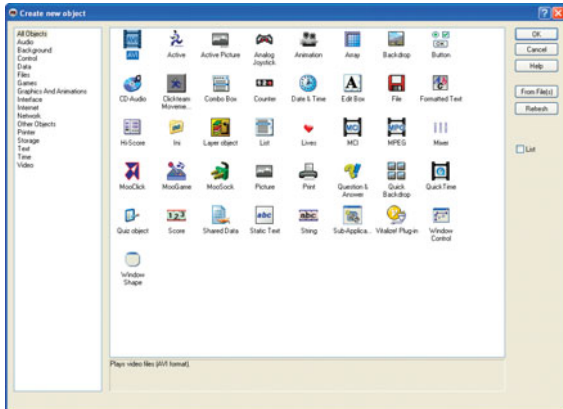 Create new object
All Objects
Audio
Background
Control
Data
Files
Games
Graphics And Animations
Interface
Internet
Network
Other Objects
Printer
Storage
Text
Time
Video
AVI
Active
Active Picture
Analog
Joystick
Animation
Array
Backdrop
OK
Button
CD-Audio
Clickteam
Moveme...
Combo Box
Counter
Date & Time
A
Edit Box
File
Formatted Text
Hi-Score
Ini
Layer object
List
Lives
MCI
MCI
MPEG
Mixer
MooClick
MooGame
MooSock
Picture
Print
Question &
Answer
Quick
Backdrop
QuickTime
Quiz object
123
Score
Shared Data
abc
Static Text
abc
String
Sub-Applica...
Vitalize! Plug-in
Window
Control
Window
Shape
Plays video files (AVI format).
OK
Cancel
Help
From File(s)
Refresh
List